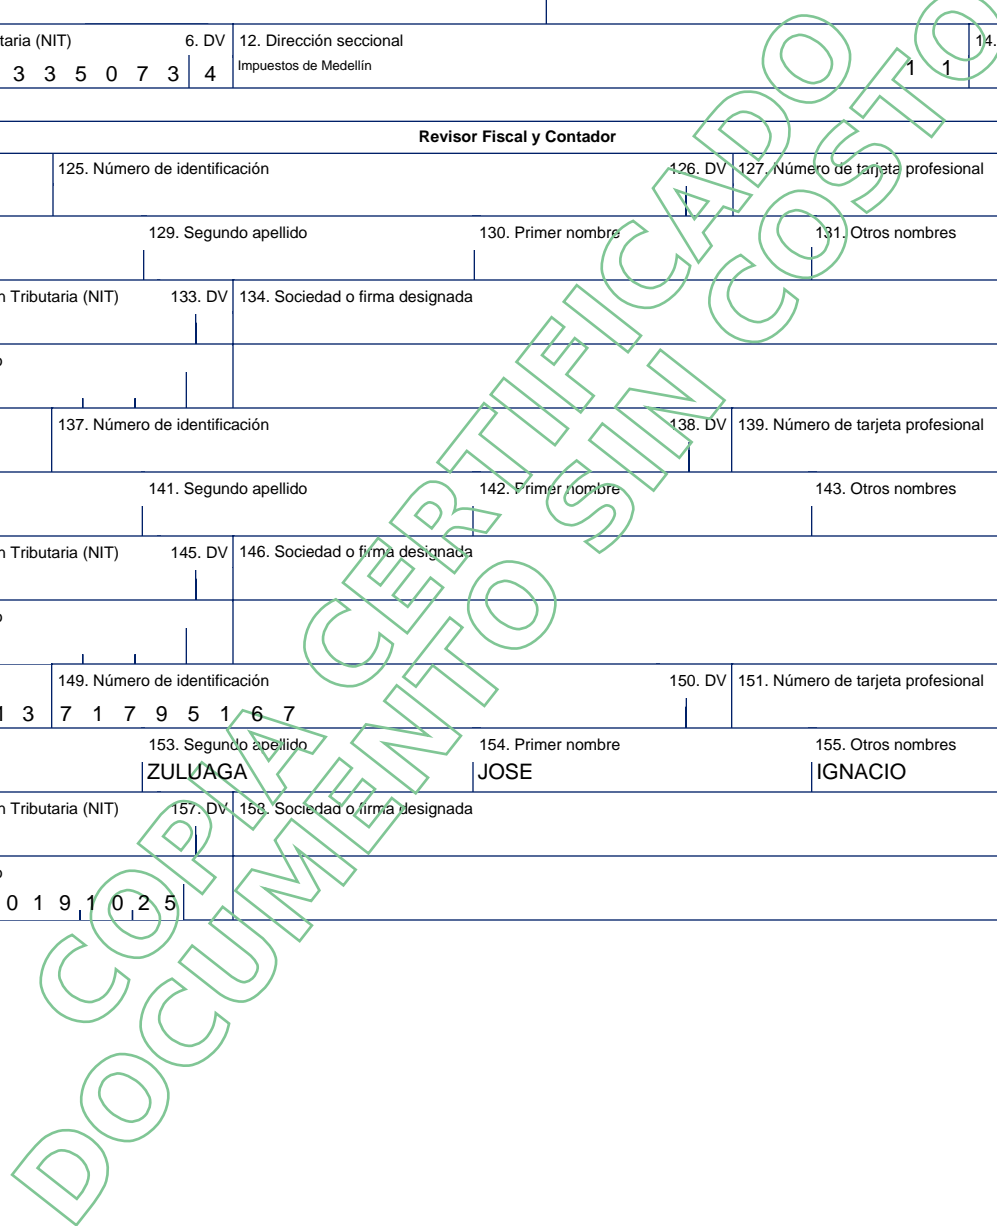 taria (NIT) 6. DV 12. Dirección seccional 14.
3 3 5 0 7 3 4 Impuestos de Medellín 1 1
Revisor Fiscal y Contador
125. Número de identificación 126. DV 127. Número de tarjeta profesional
129. Segundo apellido 130. Primer nombre 131. Otros nombres
n Tributaria (NIT) 133. DV 134. Sociedad o firma designada
o
137. Número de identificación 138. DV 139. Número de tarjeta profesional
141. Segundo apellido 142. Primer nombre 143. Otros nombres
n Tributaria (NIT) 145. DV 146. Sociedad o firma designada
o
149. Número de identificación 150. DV 151. Número de tarjeta profesional
1 3 7 1 7 9 5 1 6 7
153. Segundo apellido 154. Primer nombre 155. Otros nombres
ZULUAGA JOSE IGNACIO
n Tributaria (NIT) 157. DV 158. Sociedad o firma designada
o
0 1 9 1 0 2 5
COPIA CERTIFICADO
DOCUMENTO SIN COSTO